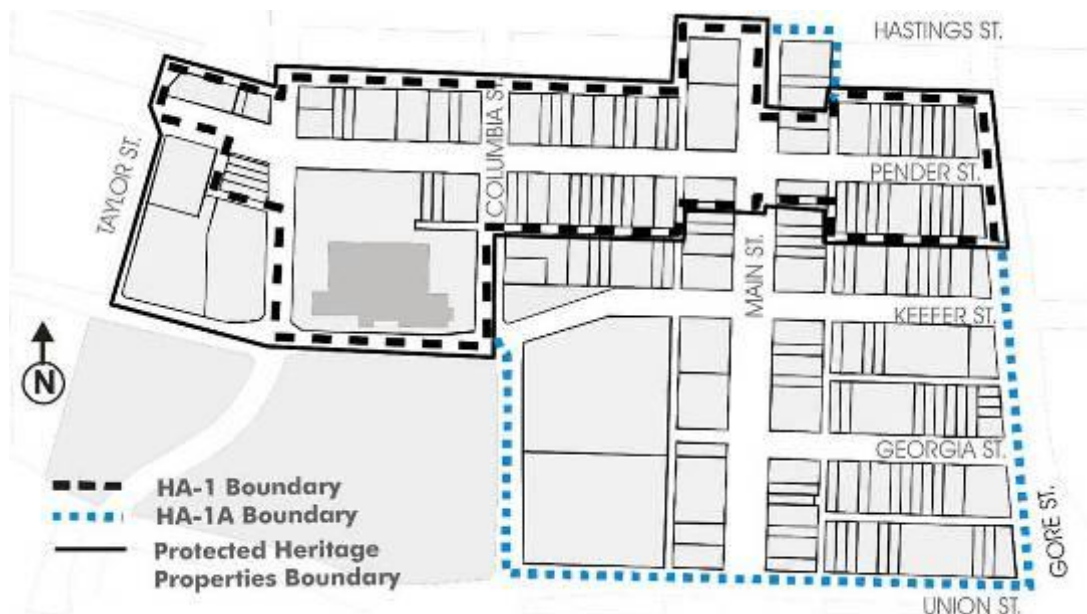 HASTINGS ST.
COLUMBIA ST.
TAYLOR ST.
PENDER ST.
MAIN ST.
KEEFER ST.
N
GEORGIA ST.
HA-1 Boundary
HA-1A Boundary
GORE ST.
Protected Heritage
Properties Boundary
UNION ST.